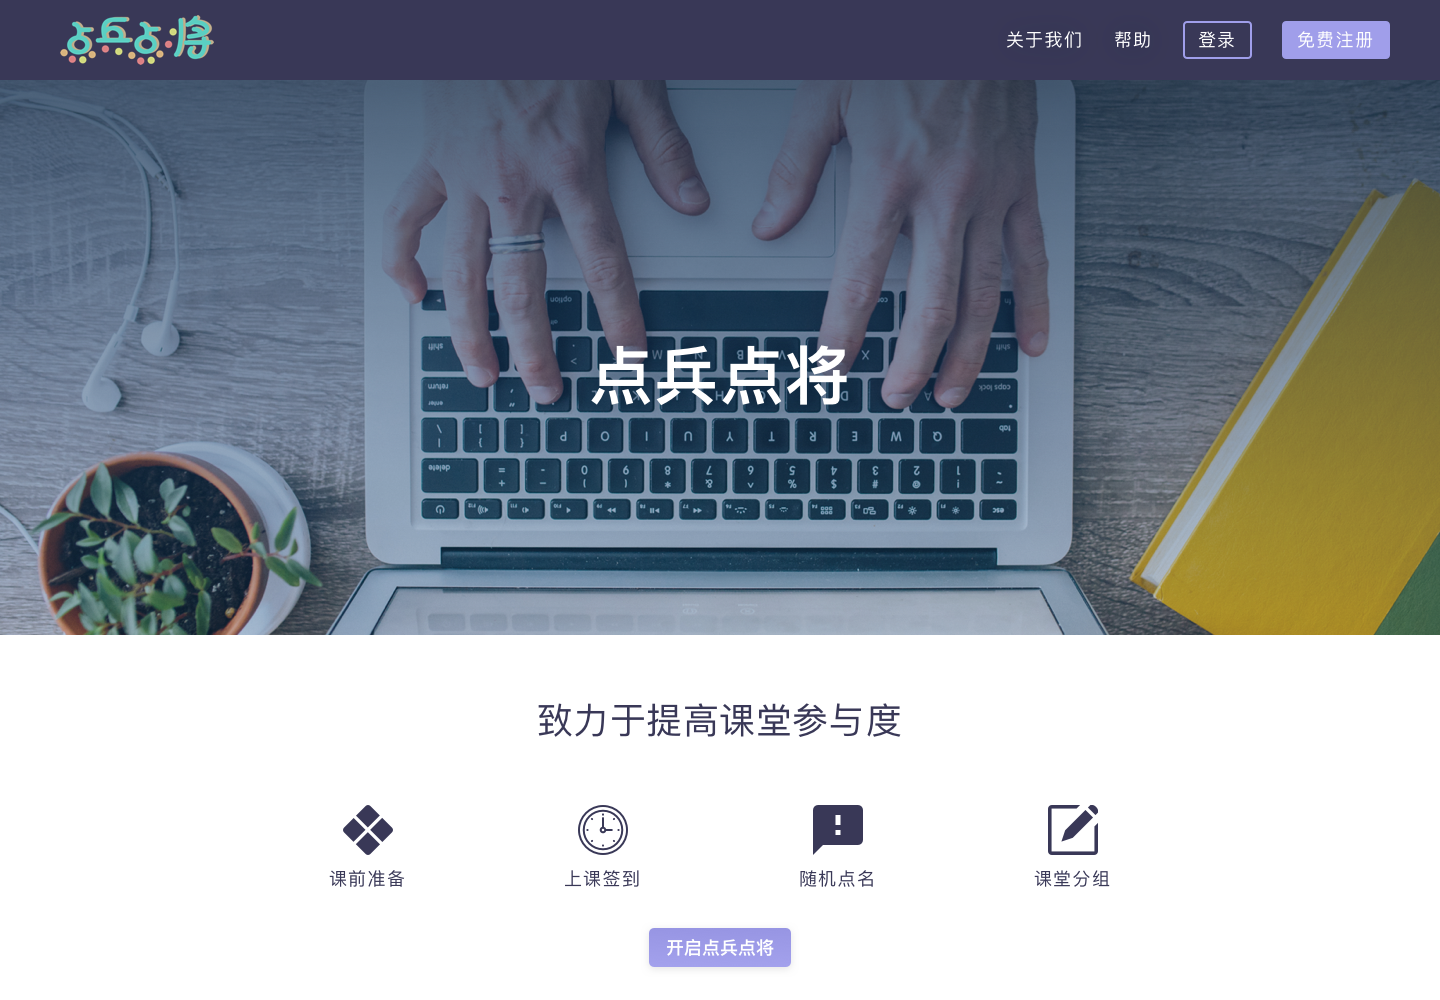 点兵点将
关于我们 帮助 登录 免费注册
点兵点将
致力于提高课堂参与度
课前准备 上课签到 随机点名 课堂分组
开启点兵点将